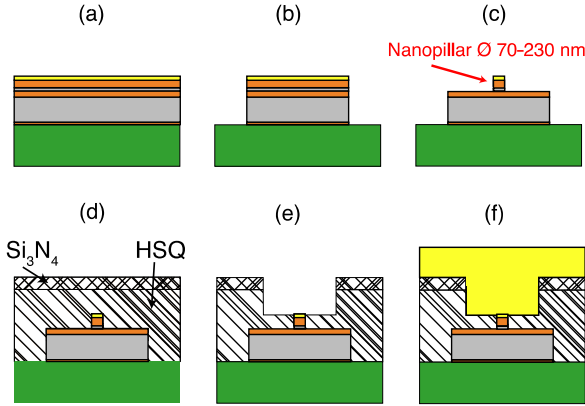 (a)
(b)
(c)
Nanopillar Ø 70-230 nm
(d)
(e)
(f)
Si₃N₄
HSQ